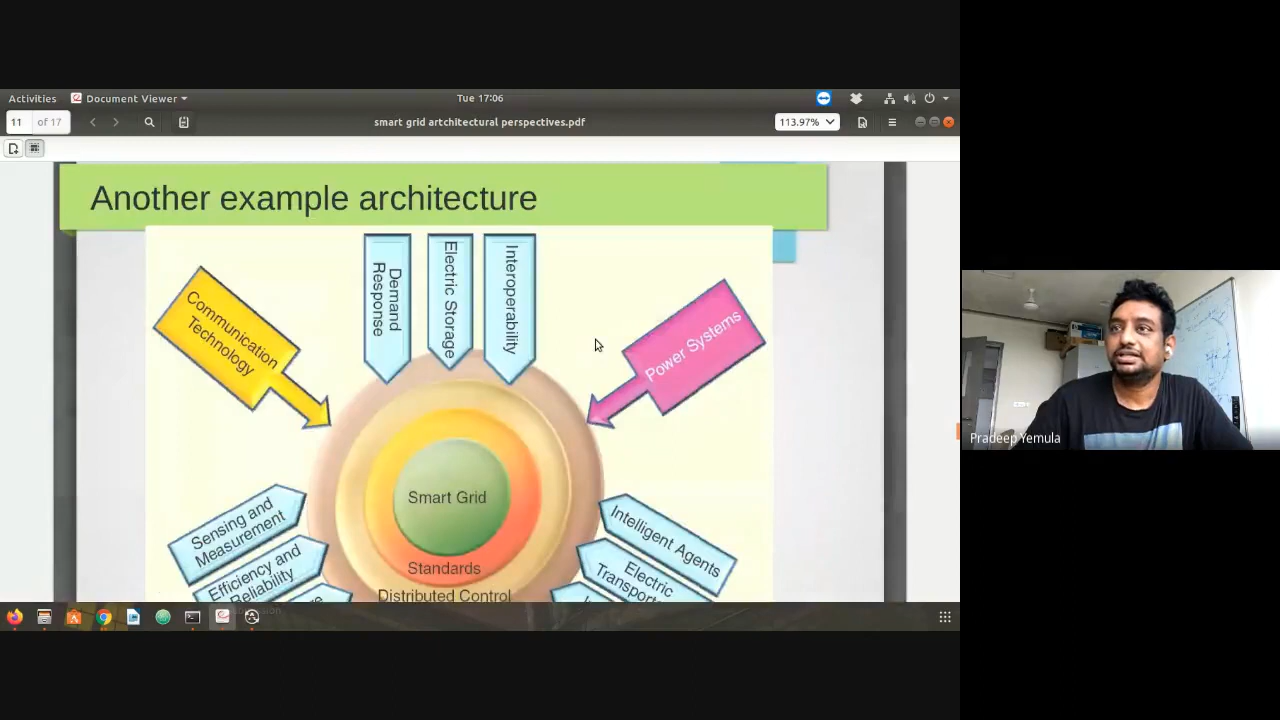 Activities
Document Viewer
Tue 17:06
11
of 17
smart grid artchitectural perspectives.pdf
113.97%
Another example architecture
Communication
Technology
Demand
Response
Electric Storage
Interoperability
Power Systems
Smart Grid
Standards
Distributed Control
Sensing and
Measurement
Efficiency and
Reliability
Intelligent Agents
Electric
Pradeep Yemula